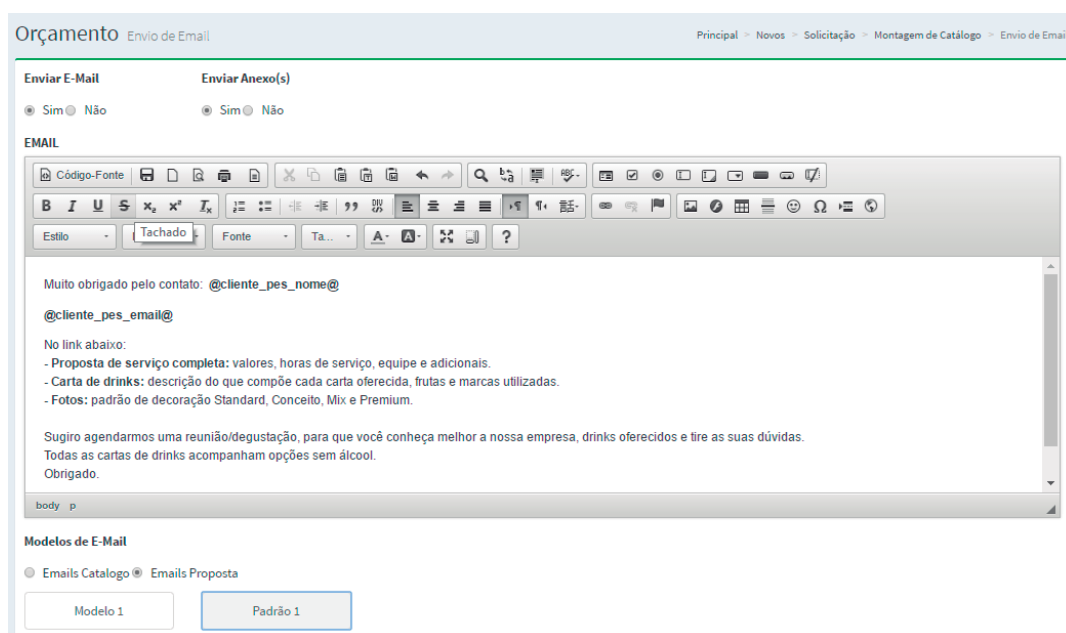 Orçamento Envio de Email
Principal > Novos > Solicitação > Montagem de Catálogo > Envio de Emai
Enviar E-Mail Enviar Anexo(s)
Sim Não Sim Não
EMAIL
Código-Fonte
B I U S x₂ x² Tx
Estilo Tachado Fonte Ta... A A ?
Muito obrigado pelo contato: @cliente_pes_nome@
@cliente_pes_email@
No link abaixo:
- Proposta de serviço completa: valores, horas de serviço, equipe e adicionais.
- Carta de drinks: descrição do que compõe cada carta oferecida, frutas e marcas utilizadas.
- Fotos: padrão de decoração Standard, Conceito, Mix e Premium.
Sugiro agendarmos uma reunião/degustação, para que você conheça melhor a nossa empresa, drinks oferecidos e tire as suas dúvidas.
Todas as cartas de drinks acompanham opções sem álcool.
Obrigado.
body p
Modelos de E-Mail
Emails Catalogo Emails Proposta
Modelo 1 Padrão 1